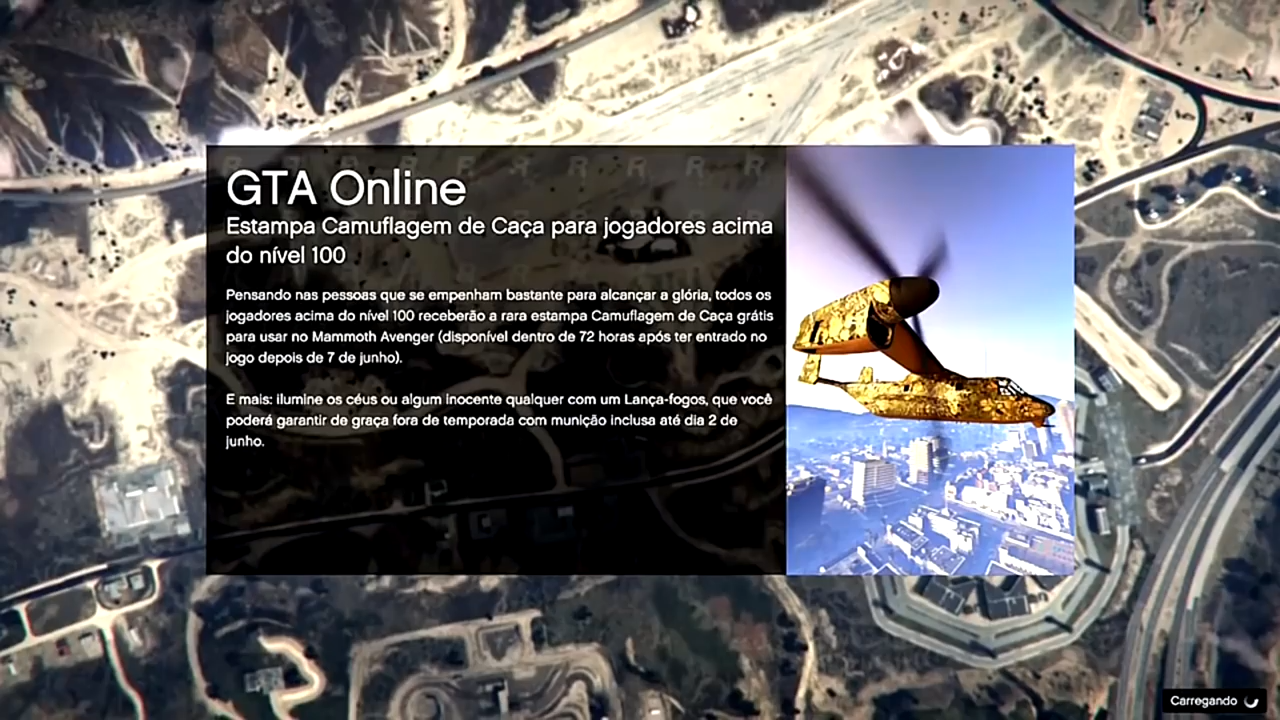 GTA Online
Estampa Camuflagem de Caça para jogadores acima
do nível 100
Pensando nas pessoas que se empenham bastante para alcançar a glória, todos os
jogadores acima do nível 100 receberão a rara estampa Camuflagem de Caça grátis
para usar no Mammoth Avenger (disponível dentro de 72 horas após ter entrado no
jogo depois de 7 de junho).
E mais: ilumine os céus ou algum inocente qualquer com um Lança-fogos, que você
poderá garantir de graça fora de temporada com munição inclusa até dia 2 de
junho.
Carregando